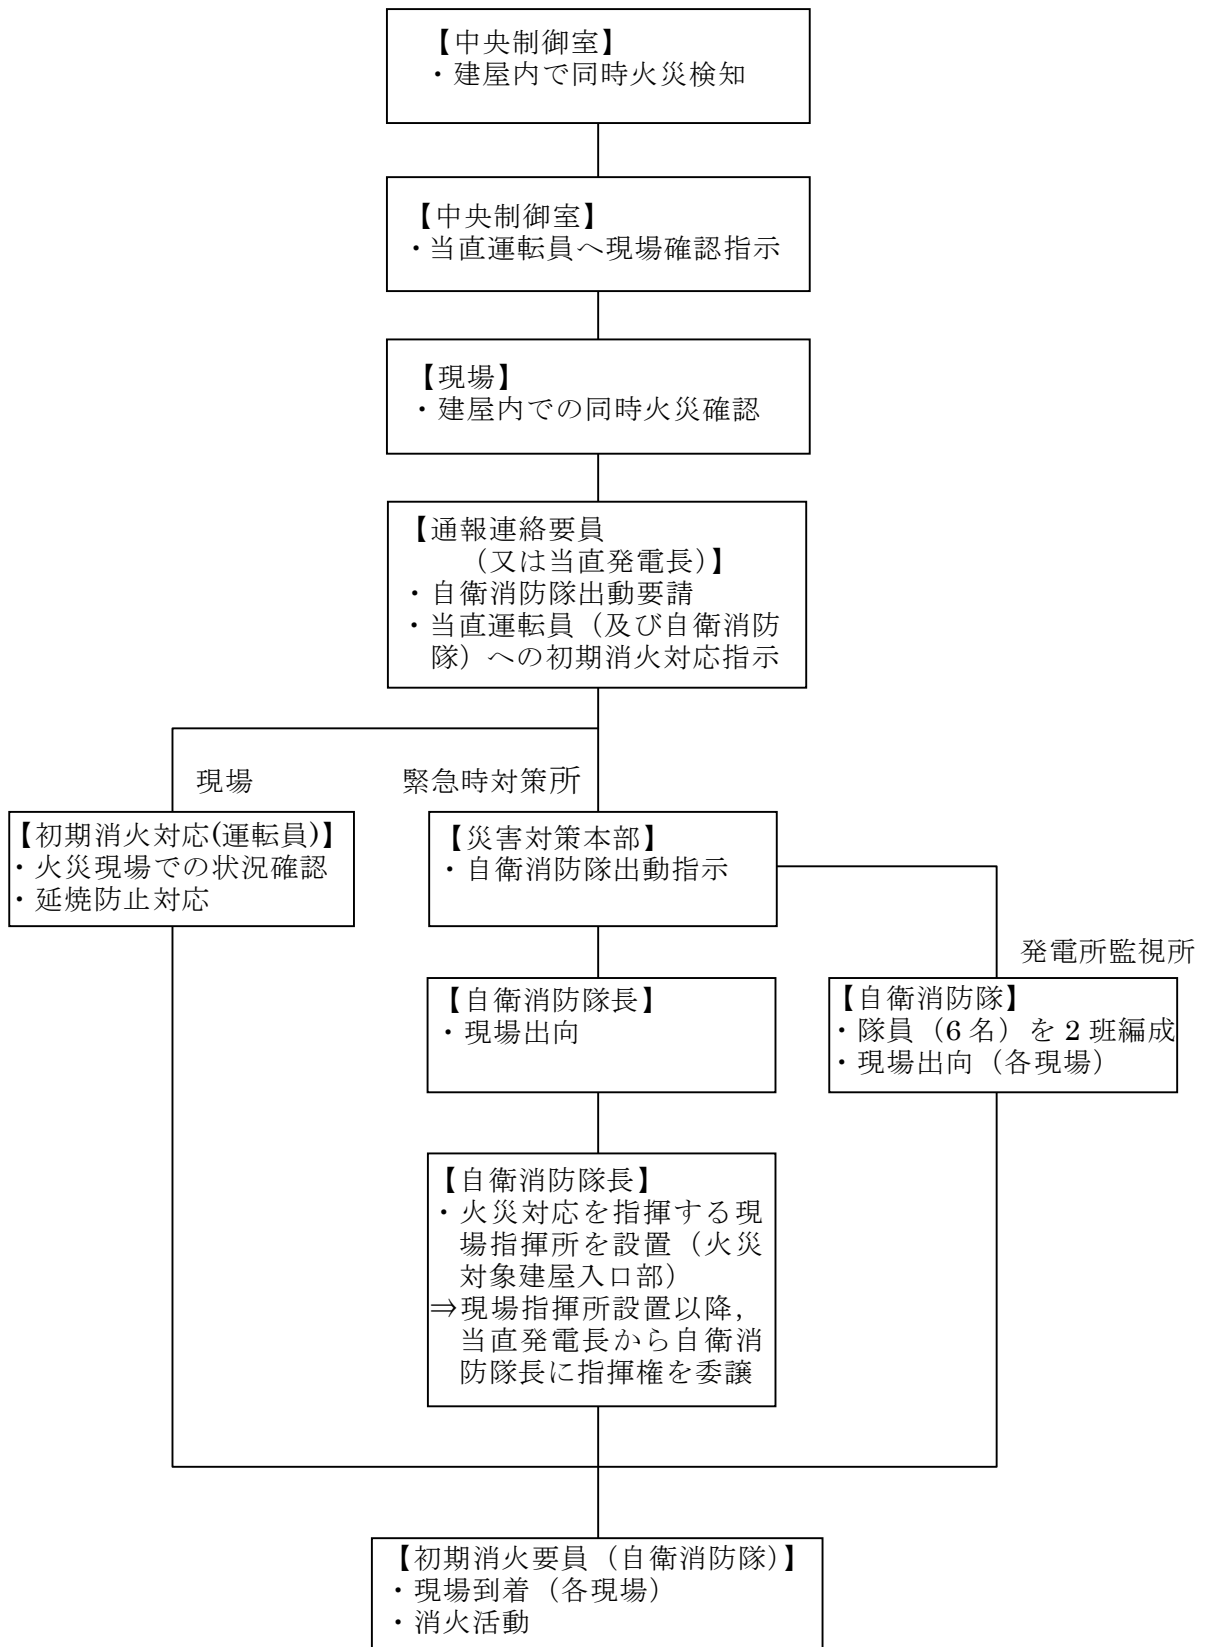 【中央制御室】
・建屋内で同時火災検知
【中央制御室】
・当直運転員へ現場確認指示
【現場】
・建屋内での同時火災確認
【通報連絡要員
（又は当直発電長）】
・自衛消防隊出動要請
・当直運転員（及び自衛消防
隊）への初期消火対応指示
現場
緊急時対策所
【初期消火対応(運転員)】
・火災現場での状況確認
・延焼防止対応
【災害対策本部】
・自衛消防隊出動指示
発電所監視所
【自衛消防隊長】
・現場出向
【自衛消防隊】
・隊員（6名）を2班編成
・現場出向（各現場）
【自衛消防隊長】
・火災対応を指揮する現
場指揮所を設置（火災
対象建屋入口部）
⇒現場指揮所設置以降，
当直発電長から自衛消
防隊長に指揮権を委譲
【初期消火要員（自衛消防隊）】
・現場到着（各現場）
・消火活動